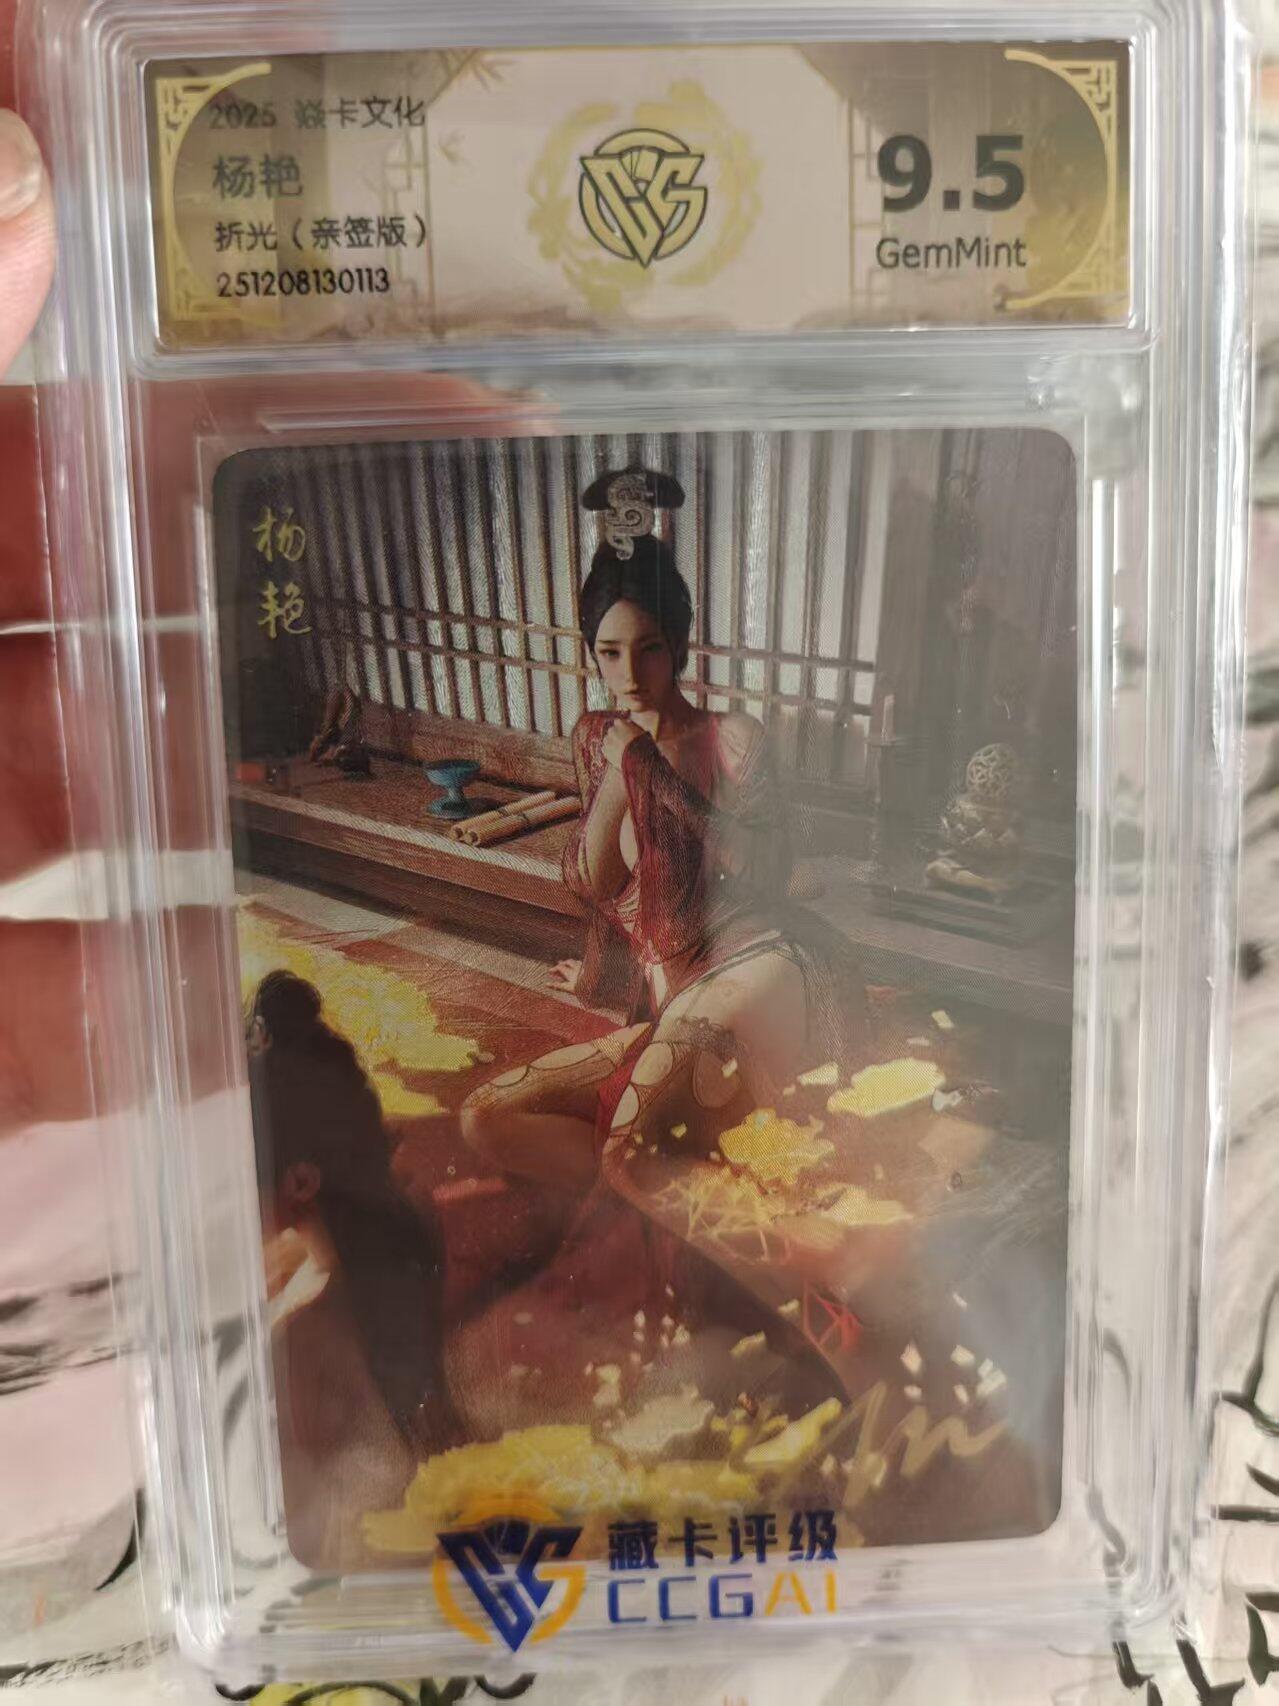 2025 焱卡文化
杨艳
折光（亲签版）
251208130113
9.5
GemMint
杨艳
藏卡评级
CCGAI